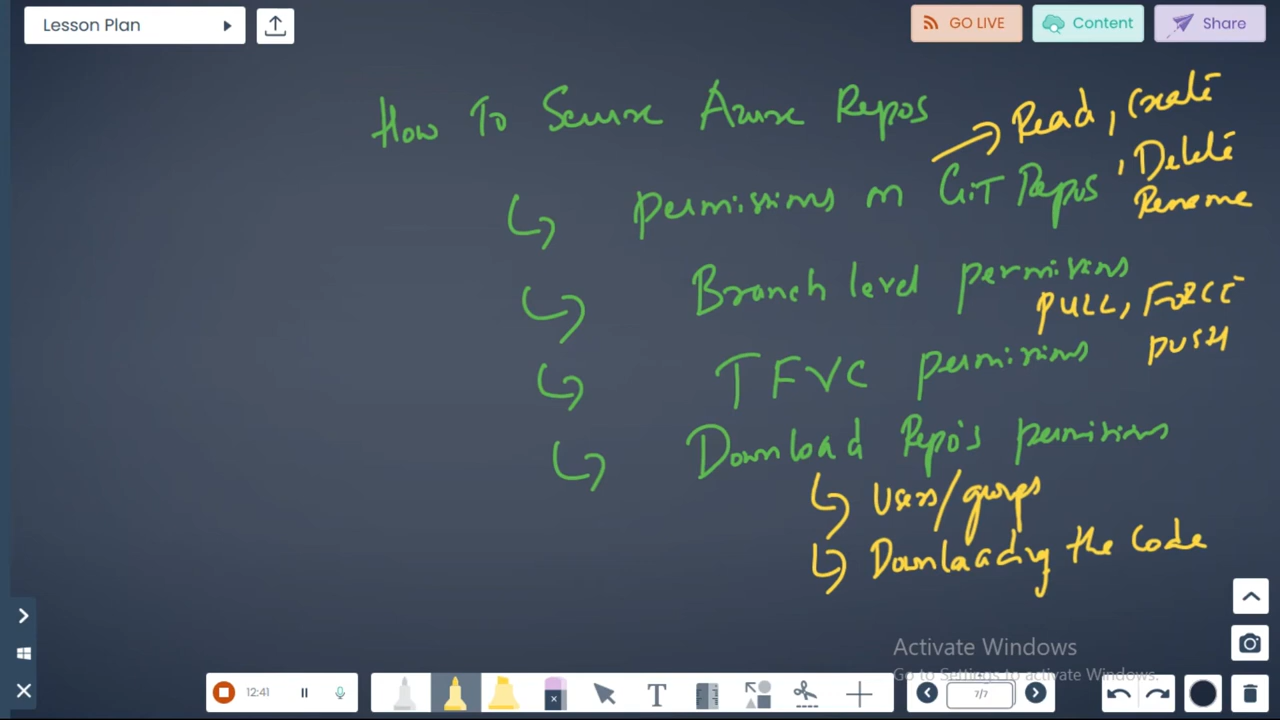 Lesson Plan
GO LIVE
Content
Share
How To Secure Azure Repos
Read, Create
, Delete
Rename
permissions on GIT Repos
Branch level permissions
PULL, FORCE
PUSH
TFVC permissions
Download Repo's permissions
Users/groups
Downloading the code
Activate Windows
Go to Settings to activate Windows.
12:41
T
7/7